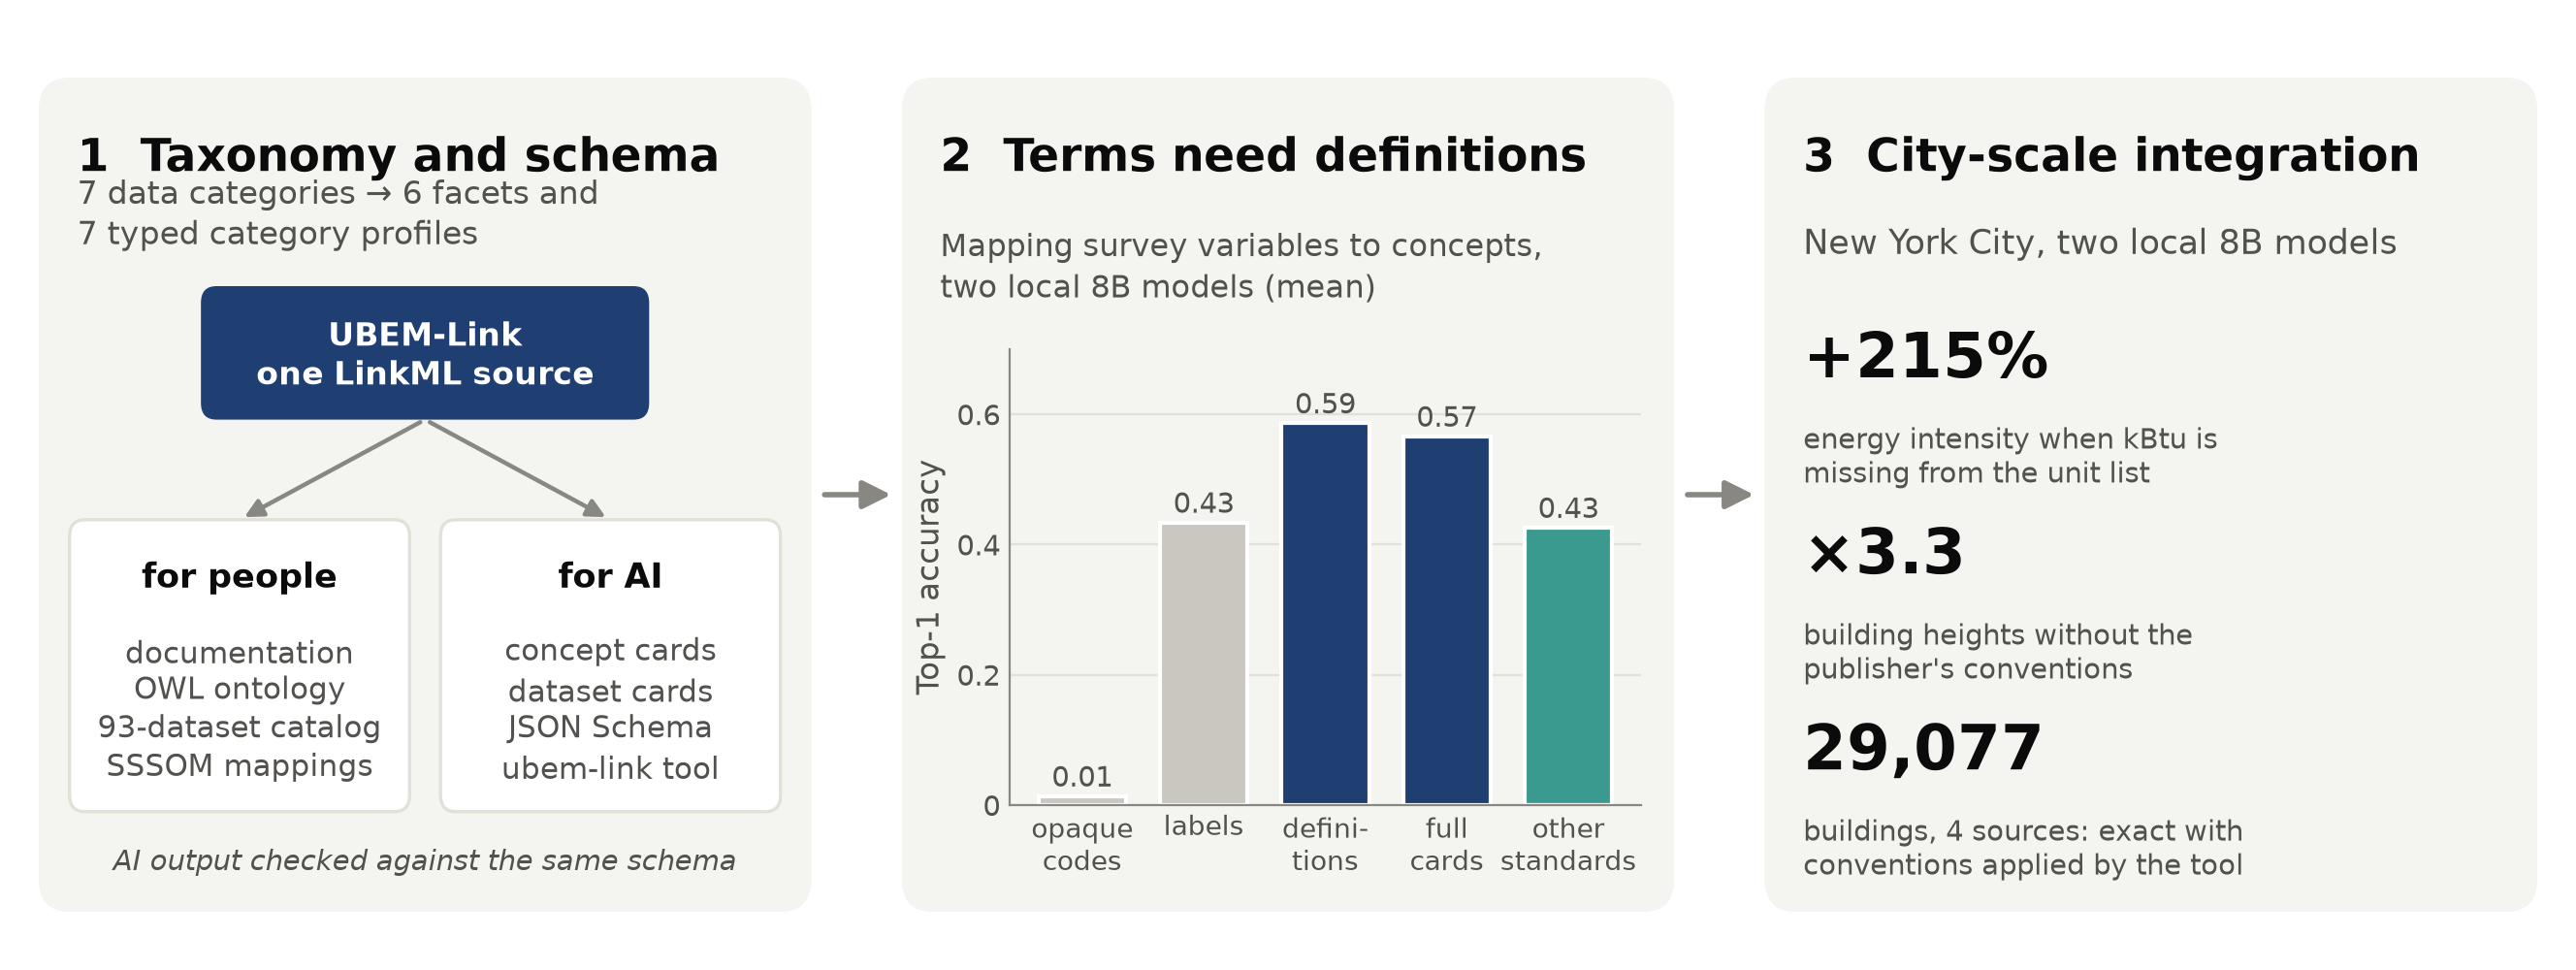 1 Taxonomy and schema
7 data categories → 6 facets and
7 typed category profiles
UBEM-Link
one LinkML source
for people
documentation
OWL ontology
93-dataset catalog
SSSOM mappings
for AI
concept cards
dataset cards
JSON Schema
ubem-link tool
AI output checked against the same schema
2 Terms need definitions
Mapping survey variables to concepts,
two local 8B models (mean)
Top-1 accuracy
0.6
0.4
0.2
0
0.01
0.43
0.59
0.57
0.43
opaque
codes
labels
defini-
tions
full
cards
other
standards
3 City-scale integration
New York City, two local 8B models
+215%
energy intensity when kBtu is
missing from the unit list
×3.3
building heights without the
publisher's conventions
29,077
buildings, 4 sources: exact with
conventions applied by the tool